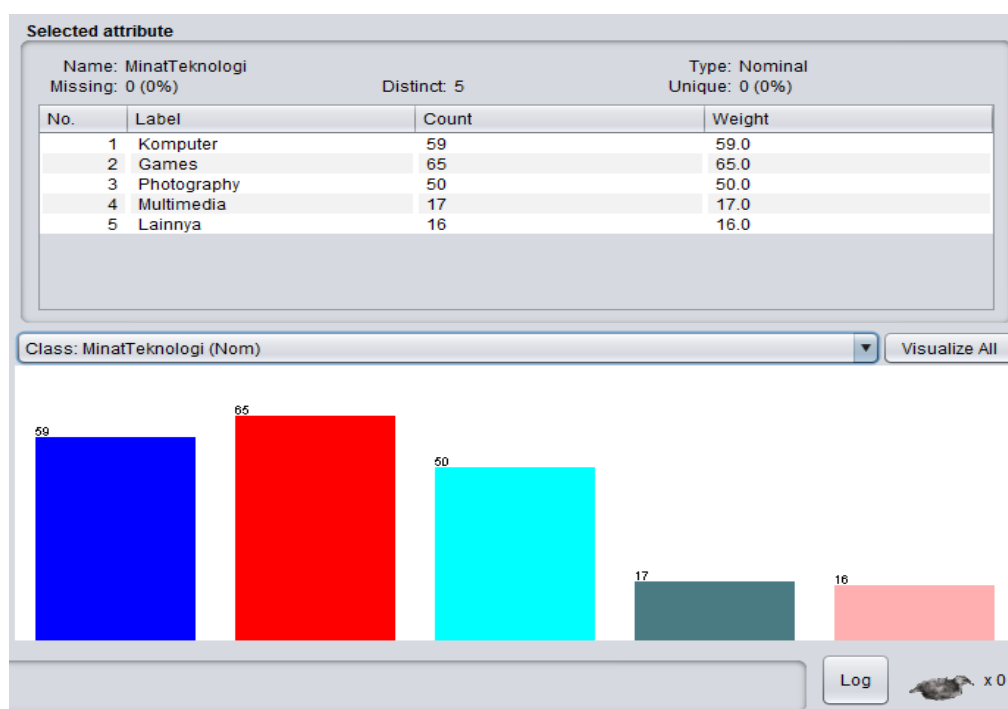 Selected attribute
Name: MinatTeknologi Type: Nominal
Missing: 0 (0%) Distinct: 5 Unique: 0 (0%)
No. Label Count Weight
1 Komputer 59 59.0
2 Games 65 65.0
3 Photography 50 50.0
4 Multimedia 17 17.0
5 Lainnya 16 16.0
Class: MinatTeknologi (Nom) Visualize All
59 65 50 17 16
Log x 0